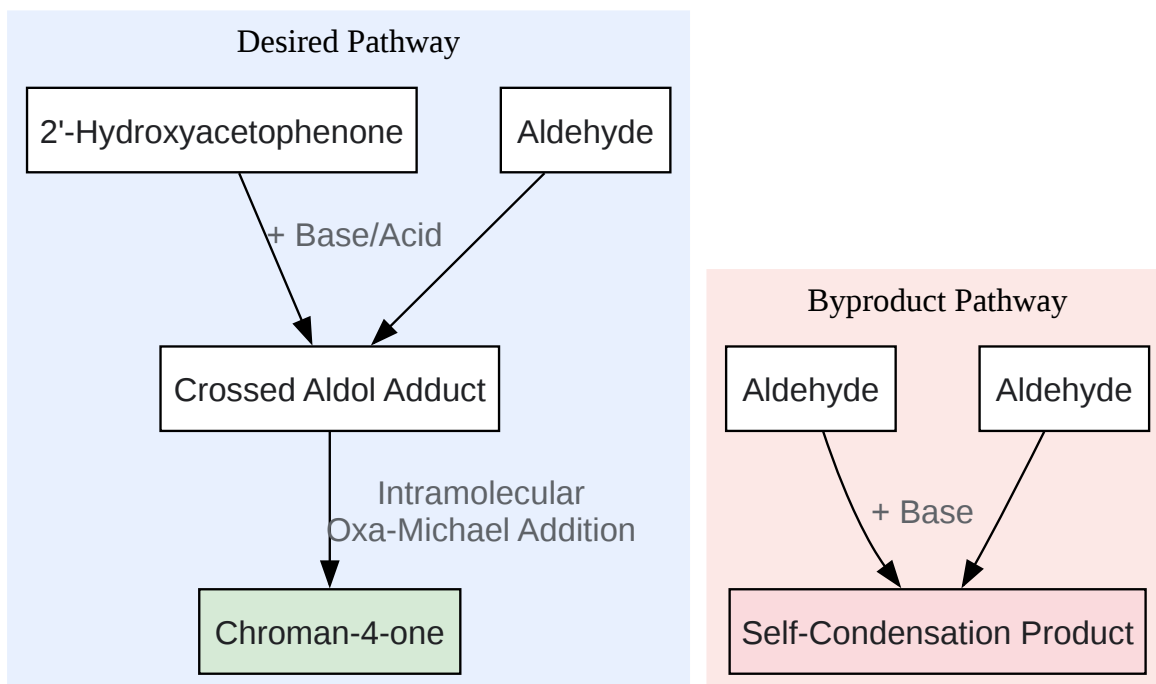 Desired Pathway
2'-Hydroxyacetophenone
Aldehyde
+ Base/Acid
Crossed Aldol Adduct
Intramolecular
Oxa-Michael Addition
Chroman-4-one
Byproduct Pathway
Aldehyde
Aldehyde
+ Base
Self-Condensation Product